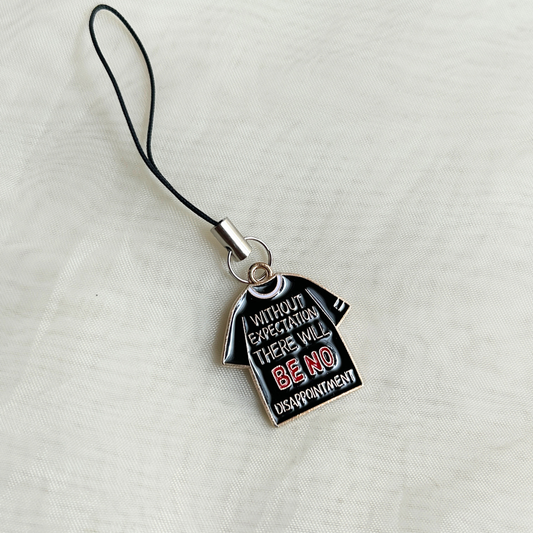 WITHOUT
EXPECTATION
THERE WILL
BE NO
DISAPPOINTMENT